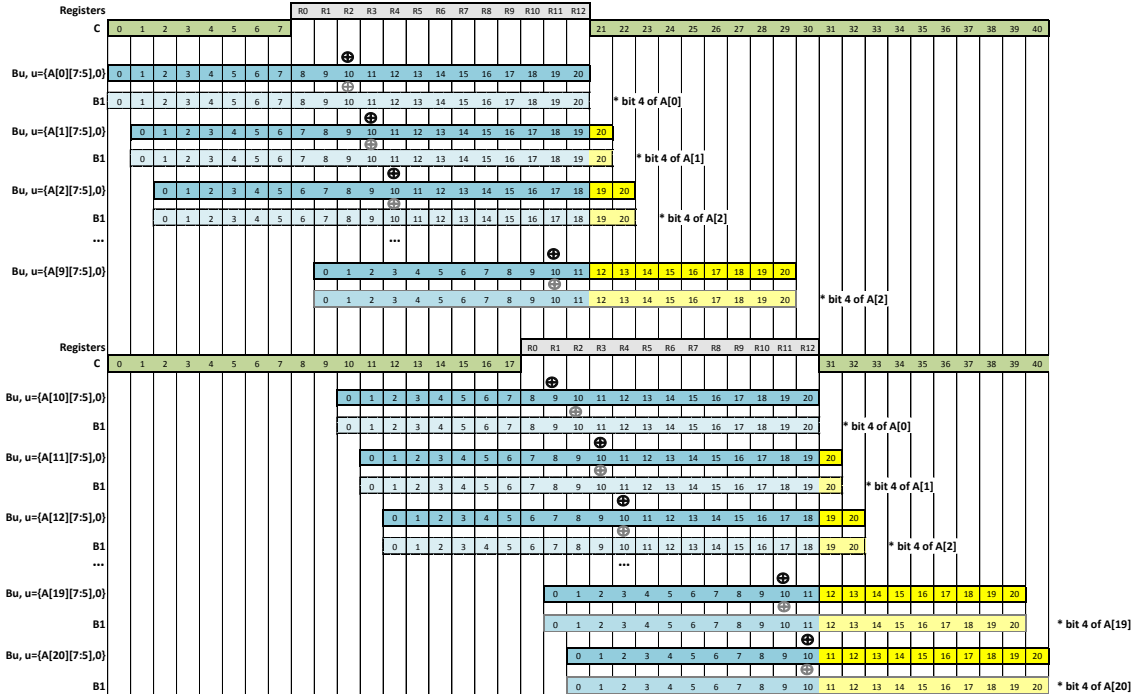 Registers R0 R1 R2 R3 R4 R5 R6 R7 R8 R9 R10 R11 R12
C 0 1 2 3 4 5 6 7 21 22 23 24 25 26 27 28 29 30 31 32 33 34 35 36 37 38 39 40
Bu, u={A[0][7:5],0} 0 1 2 3 4 5 6 7 8 9 10 11 12 13 14 15 16 17 18 19 20
B1 0 1 2 3 4 5 6 7 8 9 10 11 12 13 14 15 16 17 18 19 20 * bit 4 of A[0]
Bu, u={A[1][7:5],0} 0 1 2 3 4 5 6 7 8 9 10 11 12 13 14 15 16 17 18 19 20
B1 0 1 2 3 4 5 6 7 8 9 10 11 12 13 14 15 16 17 18 19 20 * bit 4 of A[1]
Bu, u={A[2][7:5],0} 0 1 2 3 4 5 6 7 8 9 10 11 12 13 14 15 16 17 18 19 20
B1 0 1 2 3 4 5 6 7 8 9 10 11 12 13 14 15 16 17 18 19 20 * bit 4 of A[2]
... ...
Bu, u={A[9][7:5],0} 0 1 2 3 4 5 6 7 8 9 10 11 12 13 14 15 16 17 18 19 20
0 1 2 3 4 5 6 7 8 9 10 11 12 13 14 15 16 17 18 19 20 * bit 4 of A[2]
Registers R0 R1 R2 R3 R4 R5 R6 R7 R8 R9 R10 R11 R12
C 0 1 2 3 4 5 6 7 8 9 10 11 12 13 14 15 16 17 31 32 33 34 35 36 37 38 39 40
Bu, u={A[10][7:5],0} 0 1 2 3 4 5 6 7 8 9 10 11 12 13 14 15 16 17 18 19 20
B1 0 1 2 3 4 5 6 7 8 9 10 11 12 13 14 15 16 17 18 19 20 * bit 4 of A[0]
Bu, u={A[11][7:5],0} 0 1 2 3 4 5 6 7 8 9 10 11 12 13 14 15 16 17 18 19 20
B1 0 1 2 3 4 5 6 7 8 9 10 11 12 13 14 15 16 17 18 19 20 * bit 4 of A[1]
Bu, u={A[12][7:5],0} 0 1 2 3 4 5 6 7 8 9 10 11 12 13 14 15 16 17 18 19 20
B1 0 1 2 3 4 5 6 7 8 9 10 11 12 13 14 15 16 17 18 19 20 * bit 4 of A[2]
... ...
Bu, u={A[19][7:5],0} 0 1 2 3 4 5 6 7 8 9 10 11 12 13 14 15 16 17 18 19 20
B1 0 1 2 3 4 5 6 7 8 9 10 11 12 13 14 15 16 17 18 19 20 * bit 4 of A[19]
Bu, u={A[20][7:5],0} 0 1 2 3 4 5 6 7 8 9 10 11 12 13 14 15 16 17 18 19 20
B1 0 1 2 3 4 5 6 7 8 9 10 11 12 13 14 15 16 17 18 19 20 * bit 4 of A[20]